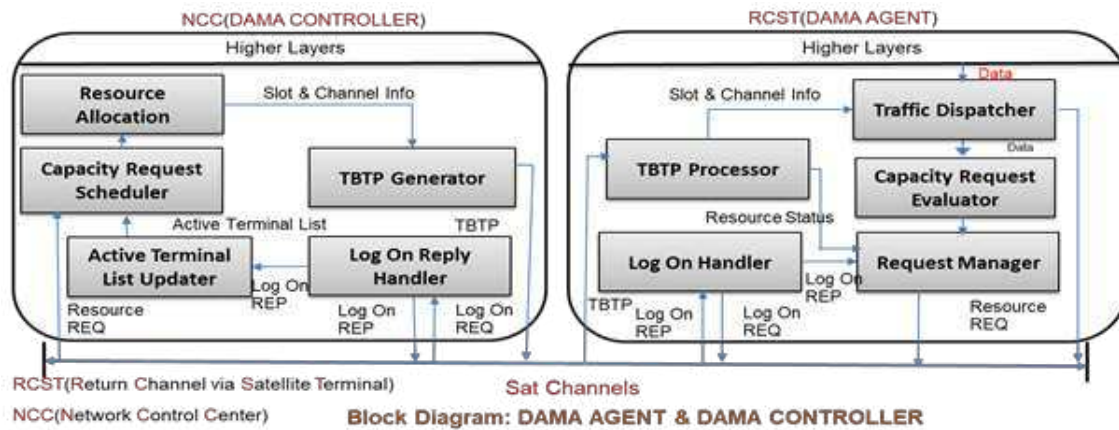 NCC(DAMA CONTROLLER)
Higher Layers
Resource
Allocation
Slot & Channel Info
Capacity Request
Scheduler
TBTP Generator
Active Terminal List
TBTP
Active Terminal
List Updater
Log On Reply
Handler
Log On
REP
Resource
REQ
Log On
REP
Log On
REQ
RCST(DAMA AGENT)
Higher Layers
Data
Slot & Channel Info
Traffic Dispatcher
Data
TBTP Processor
Capacity Request
Evaluator
Resource Status
Log On Handler
Request Manager
Log On
REP
TBTP
Log On
REP
Log On
REQ
Resource
REQ
Sat Channels
RCST(Return Channel via Satellite Terminal)
NCC(Network Control Center)
Block Diagram: DAMA AGENT & DAMA CONTROLLER